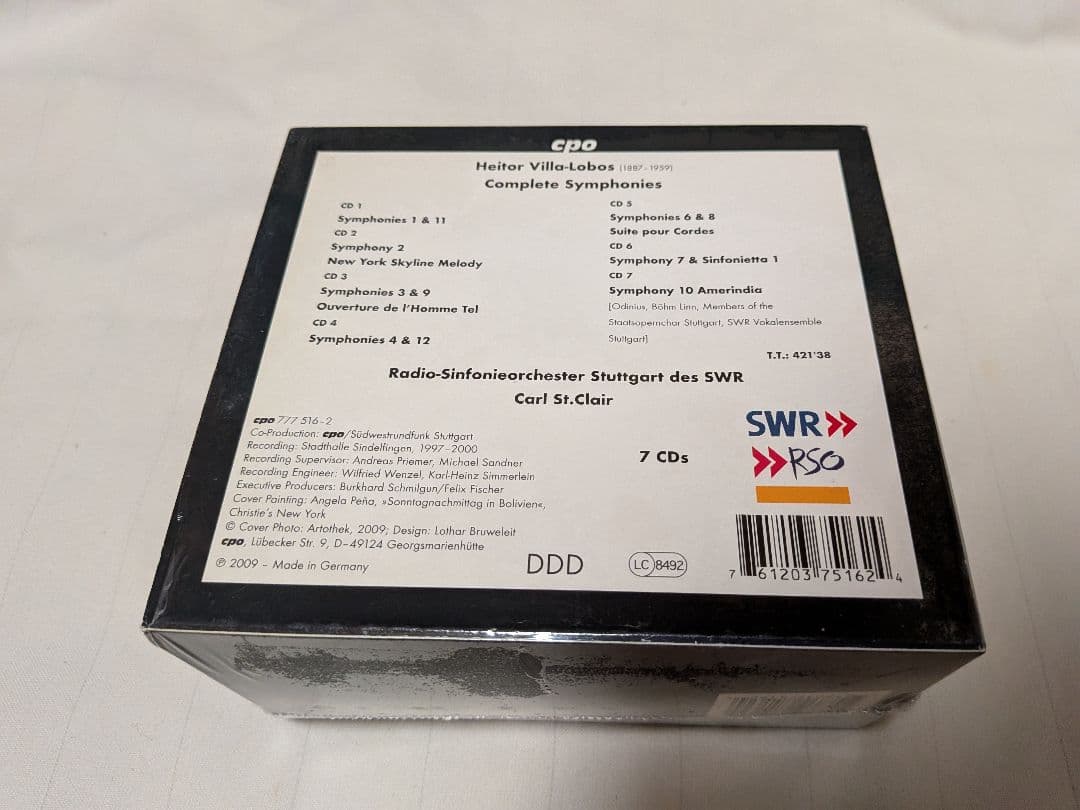 cpo
Heitor Villa-Lobos (1887-1959)
Complete Symphonies
CD 1
Symphonies 1 & 11
CD 2
Symphony 2
New York Skyline Melody
CD 3
Symphonies 3 & 9
Ouverture de l'Homme Tel
CD 4
Symphonies 4 & 12
CD 5
Symphonies 6 & 8
Suite pour Cordes
CD 6
Symphony 7 & Sinfonietta 1
CD 7
Symphony 10 Amerindia
[Odinius, Böhm Linn, Members of the
Staatsopernchor Stuttgart, SWR Vokalensemble
Stuttgart]
T.T.: 421'38
Radio-Sinfonieorchester Stuttgart des SWR
Carl St.Clair
cpo 777 516-2
Co-Production: cpo/Südwestrundfunk Stuttgart
Recording: Stadthalle Sindelfingen, 1997-2000
Recording Supervisor: Andreas Priemer, Michael Sandner
Recording Engineer: Wilfried Wenzel, Karl-Heinz Simmerlein
Executive Producers: Burkhard Schmilgun/Felix Fischer
Cover Painting: Angela Peña, »Sonntagnachmittag in Bolivien«,
Christie's New York
© Cover Photo: Artothek, 2009; Design: Lothar Bruweleit
cpo, Lübecker Str. 9, D-49124 Georgsmarienhütte
℗ 2009 – Made in Germany
7 CDs
SWR
RSO
DDD
LC 8492
7 61203 75162 4